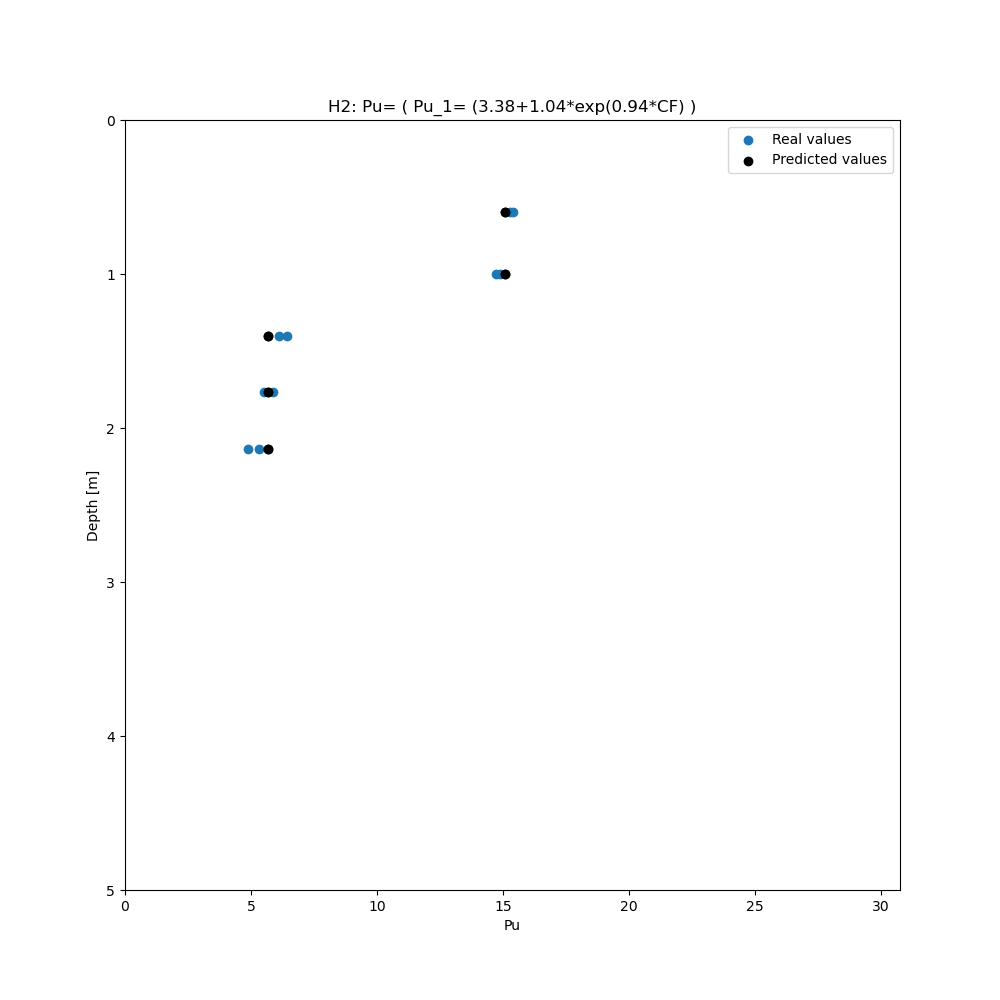 H2: Pu= ( Pu_1= (3.38+1.04*exp(0.94*CF) )
Real values
Predicted values
0
1
2
3
4
5
Depth [m]
0 5 10 15 20 25 30
Pu